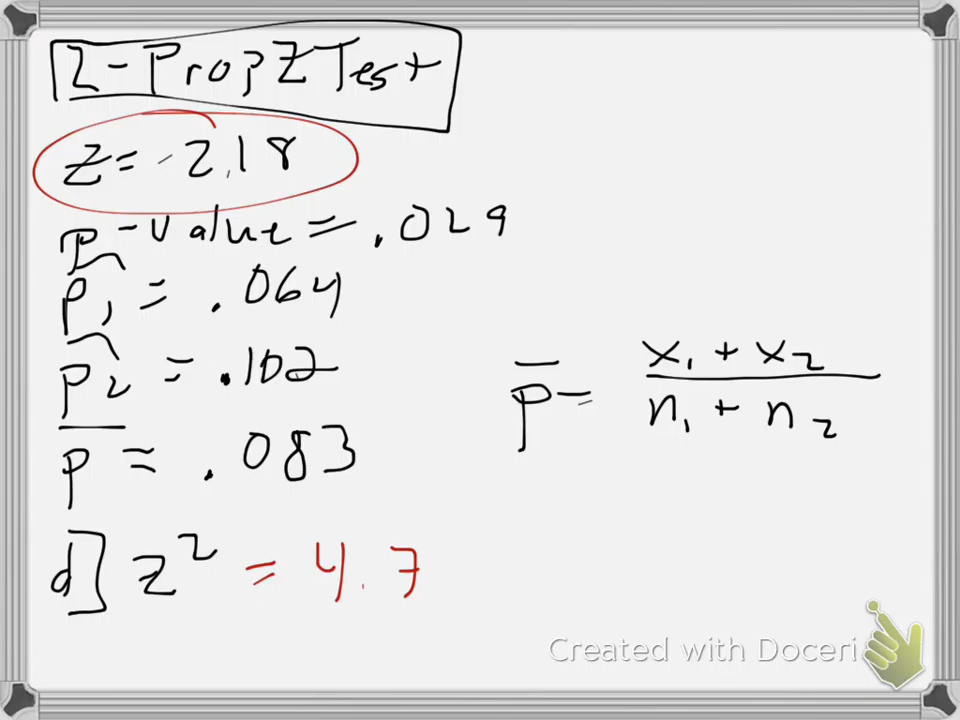 2-PropZTest
z = -2.18
p-value = .029
p̂₁ = .064
p̂₂ = .102
p̄ = .083
p̄ = x₁ + x₂
n₁ + n₂
d] z² = 4.7
Created with Doceri